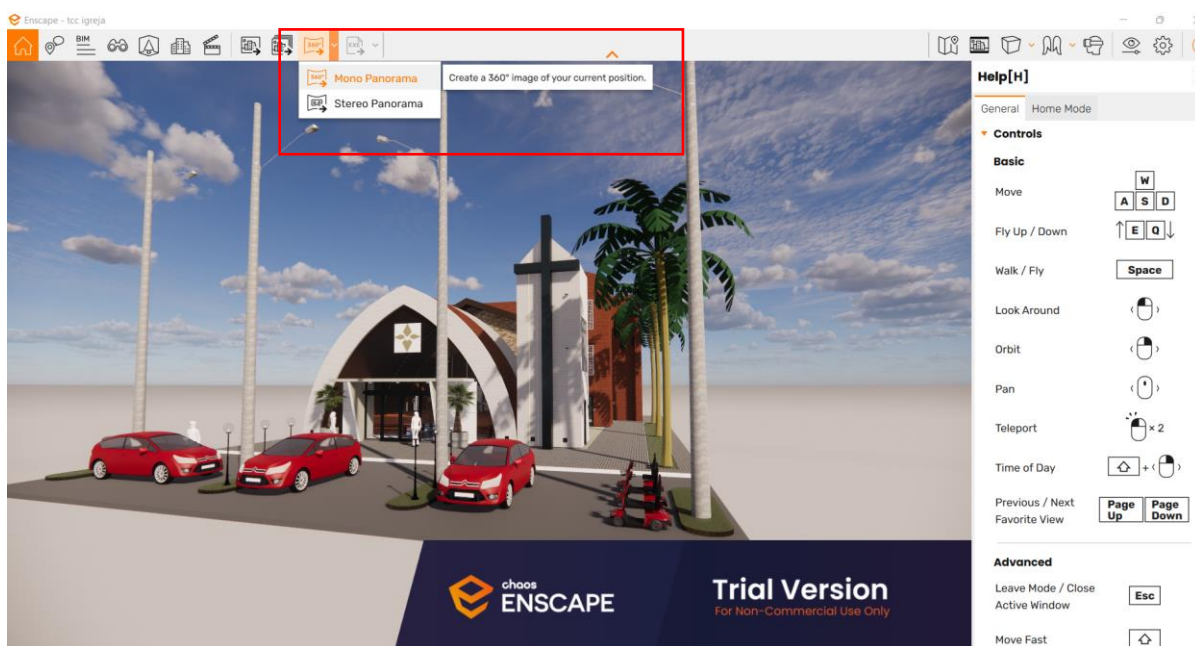 Enscape - tcc igreja
BIM
360°
EXE
Mono Panorama
Create a 360° image of your current position.
Stereo Panorama
chaos
ENSCAPE
Trial Version
For Non-Commercial Use Only
Help[H]
General Home Mode
Controls
Basic
Move
W
A S D
Fly Up / Down
E Q
Walk / Fly
Space
Look Around
Orbit
Pan
Teleport
× 2
Time of Day
+
Previous / Next
Favorite View
Page Up
Page Down
Advanced
Leave Mode / Close
Active Window
Esc
Move Fast